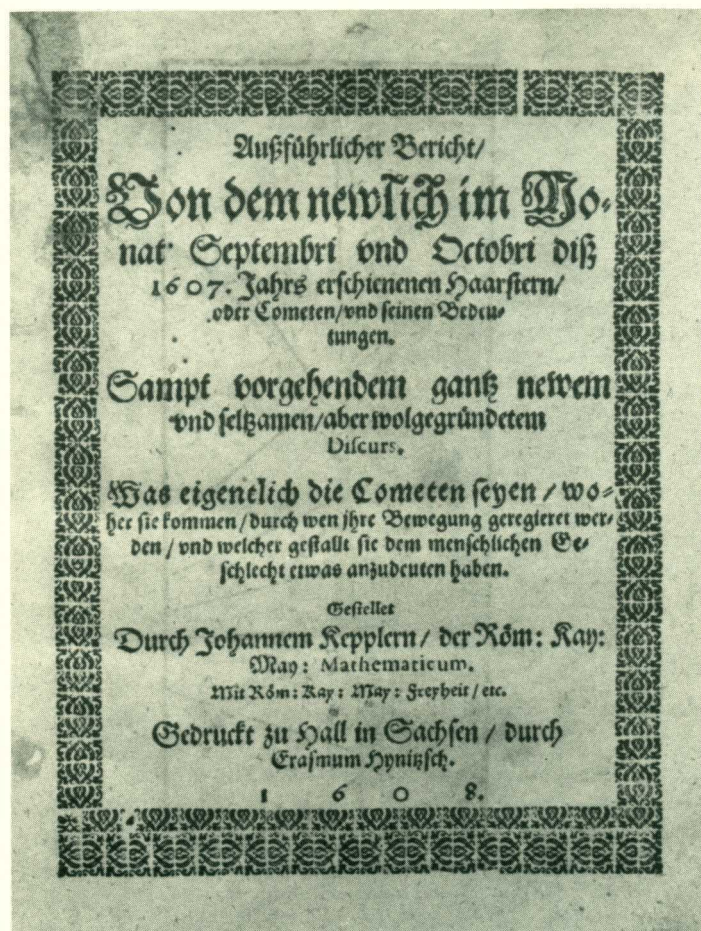 Außführlicher Bericht/
Von dem newlich im Mo-
nat Septembri vnd Octobri diß
1607. Jahrs erschienenen Haarstern/
oder Cometen/vnd seinen Bedeu-
tungen.
Sampt vorgehendem gantz newem
vnd seltzamen/aber wolgegründetem
Discurs.
Was eigentlich die Cometen seyen / wo-
her sie kommen / durch wen jhre Bewegung geregieret wer-
den / vnd welcher gestallt sie dem menschlichen Ge-
schlecht etwas anzudeuten haben.
Gestellet
Durch Johannem Kepplern/ der Röm: Kay:
May: Mathematicum.
Mit Röm: Kay: May: Freyheit / etc.
Gedruckt zu Hall in Sachsen / durch
Erasmum Hynitzsch.
1 6 0 8.